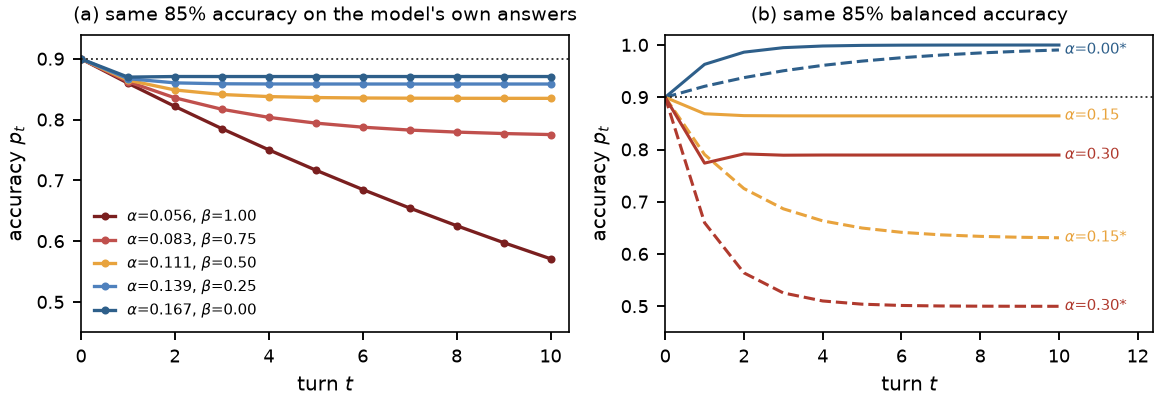 (a) same 85% accuracy on the model's own answers
accuracy pₜ
0.9
0.8
0.7
0.6
0.5
α=0.056, β=1.00
α=0.083, β=0.75
α=0.111, β=0.50
α=0.139, β=0.25
α=0.167, β=0.00
0 2 4 6 8 10
turn t
(b) same 85% balanced accuracy
accuracy pₜ
1.0
0.9
0.8
0.7
0.6
0.5
α=0.00*
α=0.15
α=0.30
α=0.15*
α=0.30*
0 2 4 6 8 10 12
turn t